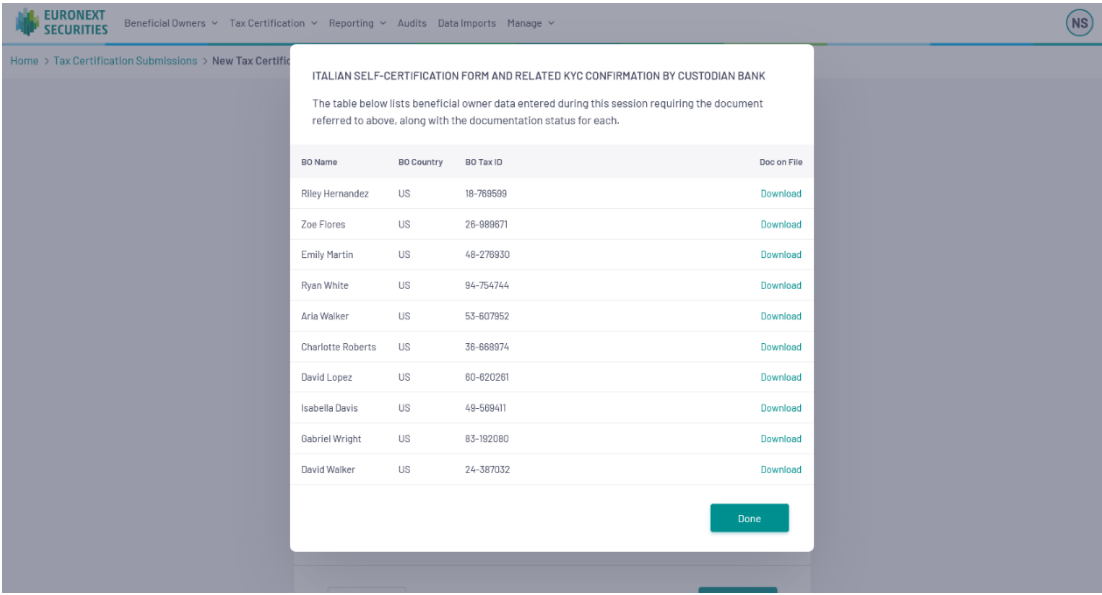 EURONEXT
SECURITIES
Beneficial Owners Tax Certification Reporting Audits Data Imports Manage
NS
Home > Tax Certification Submissions > New Tax Certific
ITALIAN SELF-CERTIFICATION FORM AND RELATED KYC CONFIRMATION BY CUSTODIAN BANK
The table below lists beneficial owner data entered during this session requiring the document
referred to above, along with the documentation status for each.
BO Name BO Country BO Tax ID Doc on File
Riley Hernandez US 18-769599 Download
Zoe Flores US 26-989671 Download
Emily Martin US 48-276930 Download
Ryan White US 94-754744 Download
Aria Walker US 53-607952 Download
Charlotte Roberts US 36-668974 Download
David Lopez US 60-620261 Download
Isabella Davis US 49-569411 Download
Gabriel Wright US 83-192080 Download
David Walker US 24-387032 Download
Done